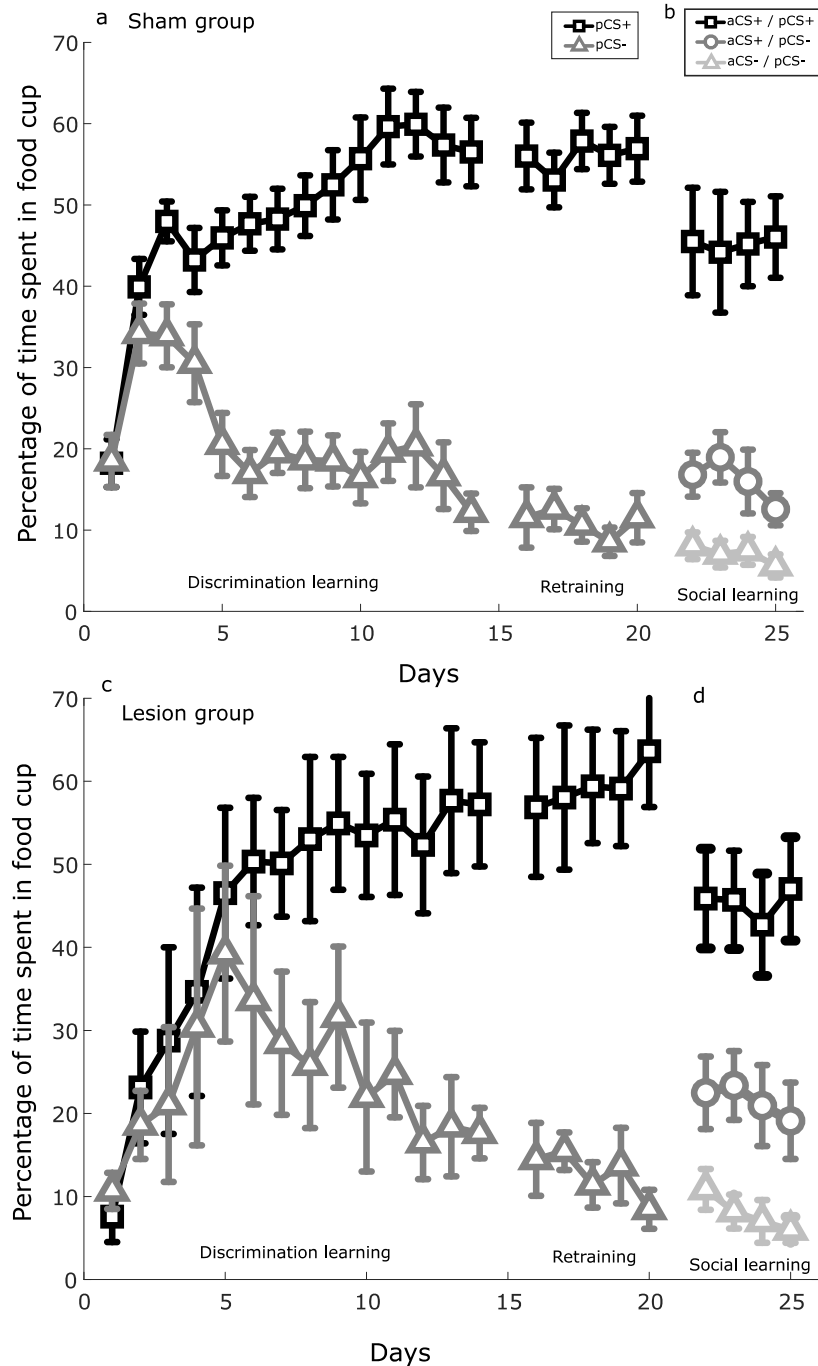 a Sham group
pCS+
pCS-
b
aCS+ / pCS+
aCS+ / pCS-
aCS- / pCS-
Percentage of time spent in food cup
70
60
50
40
30
20
10
0
Discrimination learning
Retraining
Social learning
0 5 10 15 20 25
Days
c
Lesion group
d
Percentage of time spent in food cup
70
60
50
40
30
20
10
0
Discrimination learning
Retraining
Social learning
0 5 10 15 20 25
Days